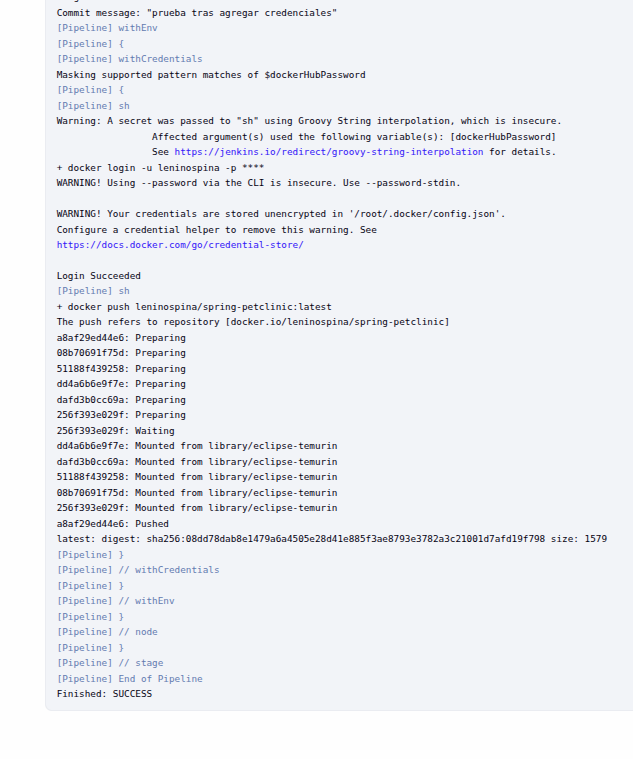 Commit message: "prueba tras agregar credenciales"
[Pipeline] withEnv
[Pipeline] {
[Pipeline] withCredentials
Masking supported pattern matches of $dockerHubPassword
[Pipeline] {
[Pipeline] sh
Warning: A secret was passed to "sh" using Groovy String interpolation, which is insecure.
Affected argument(s) used the following variable(s): [dockerHubPassword]
See https://jenkins.io/redirect/groovy-string-interpolation for details.
+ docker login -u leninospina -p ****
WARNING! Using --password via the CLI is insecure. Use --password-stdin.
WARNING! Your credentials are stored unencrypted in '/root/.docker/config.json'.
Configure a credential helper to remove this warning. See
https://docs.docker.com/go/credential-store/
Login Succeeded
[Pipeline] sh
+ docker push leninospina/spring-petclinic:latest
The push refers to repository [docker.io/leninospina/spring-petclinic]
a8af29ed44e6: Preparing
08b70691f75d: Preparing
51188f439258: Preparing
dd4a6b6e9f7e: Preparing
dafd3b0cc69a: Preparing
256f393e029f: Preparing
256f393e029f: Waiting
dd4a6b6e9f7e: Mounted from library/eclipse-temurin
dafd3b0cc69a: Mounted from library/eclipse-temurin
51188f439258: Mounted from library/eclipse-temurin
08b70691f75d: Mounted from library/eclipse-temurin
256f393e029f: Mounted from library/eclipse-temurin
a8af29ed44e6: Pushed
latest: digest: sha256:08dd78dab8e1479a6a4505e28d41e885f3ae8793e3782a3c21001d7afd19f798 size: 1579
[Pipeline] }
[Pipeline] // withCredentials
[Pipeline] }
[Pipeline] // withEnv
[Pipeline] }
[Pipeline] // node
[Pipeline] }
[Pipeline] // stage
[Pipeline] End of Pipeline
Finished: SUCCESS